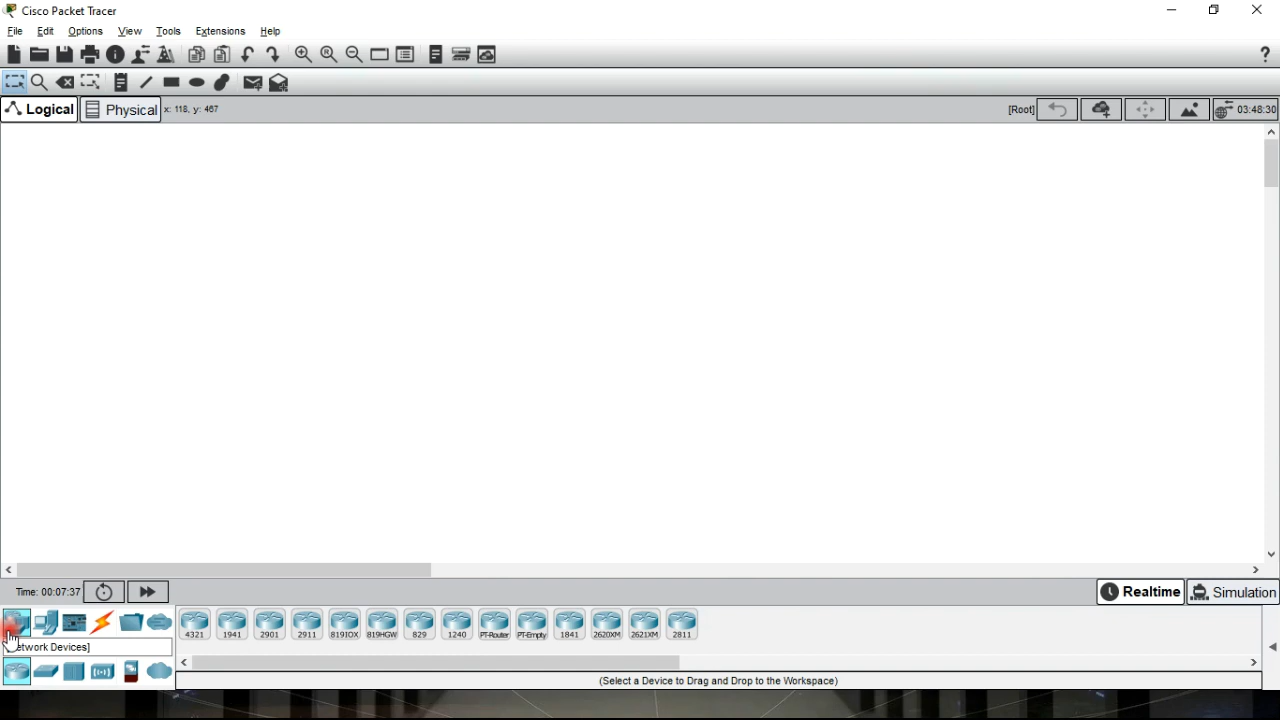 Cisco Packet Tracer
File Edit Options View Tools Extensions Help
?
Logical Physical x: 118, y: 467 [Root] 03:48:30
Time: 00:07:37 Realtime Simulation
4321 1941 2901 2911 819IOX 819HGW 829 1240 PT-Router PT-Empty 1841 2620XM 2621XM 2811
etwork Devices]
(Select a Device to Drag and Drop to the Workspace)